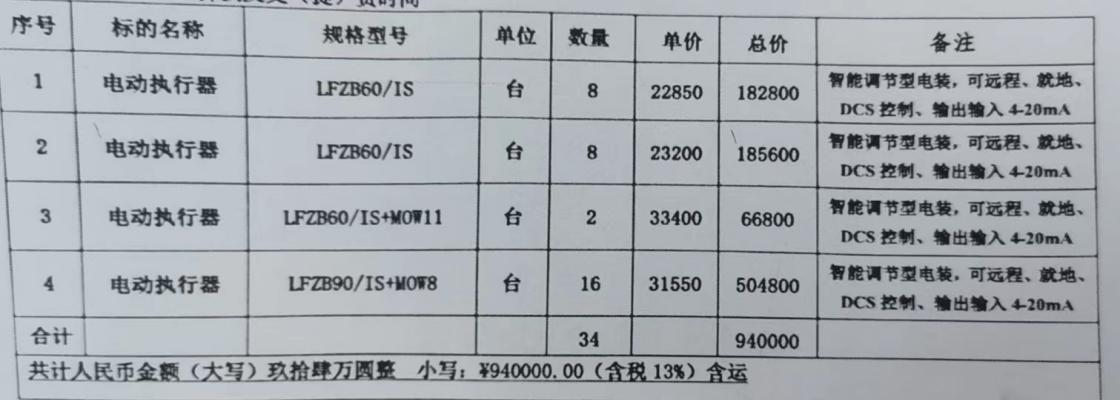 序号 标的名称 规格型号 单位 数量 单价 总价 备注
1 电动执行器 LFZB60/IS 台 8 22850 182800 智能调节型电装，可远程、就地、
DCS 控制、输出输入 4-20mA
2 电动执行器 LFZB60/IS 台 8 23200 185600 智能调节型电装，可远程、就地、
DCS 控制、输出输入 4-20mA
3 电动执行器 LFZB60/IS+MOW11 台 2 33400 66800 智能调节型电装，可远程、就地、
DCS 控制、输出输入 4-20mA
4 电动执行器 LFZB90/IS+MOW8 台 16 31550 504800 智能调节型电装，可远程、就地、
DCS 控制、输出输入 4-20mA
合计 34 940000
共计人民币金额（大写）玖拾肆万圆整 小写：¥940000.00（含税 13%）含运